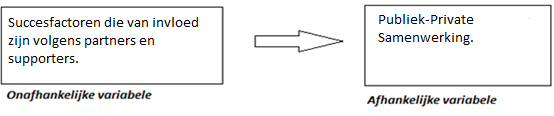 Succesfactoren die van invloed
zijn volgens partners en
supporters.
Onafhankelijke variabele
Publiek-Private
Samenwerking.
Afhankelijke variabele